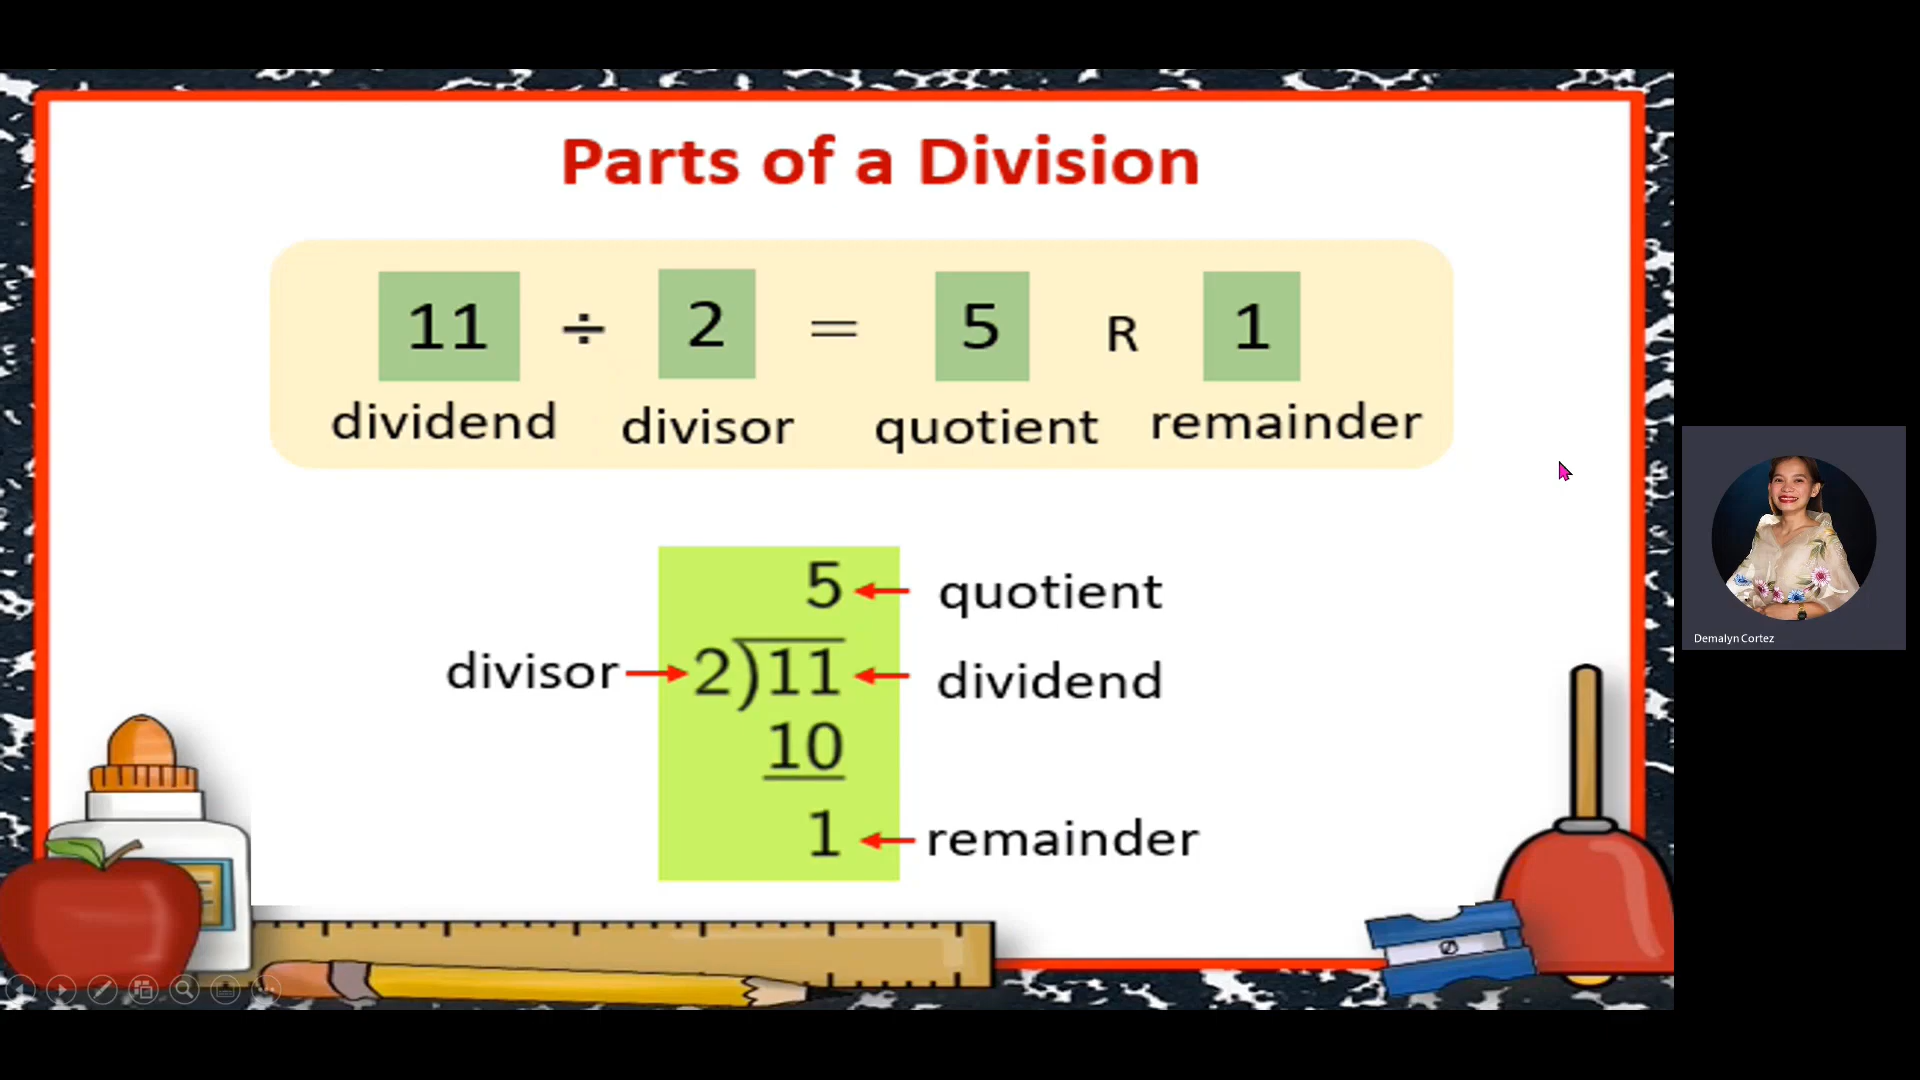 Parts of a Division
11 ÷ 2 = 5 R 1
dividend divisor quotient remainder
5 quotient
divisor 2)11 dividend
10
1 remainder
Demalyn Cortez